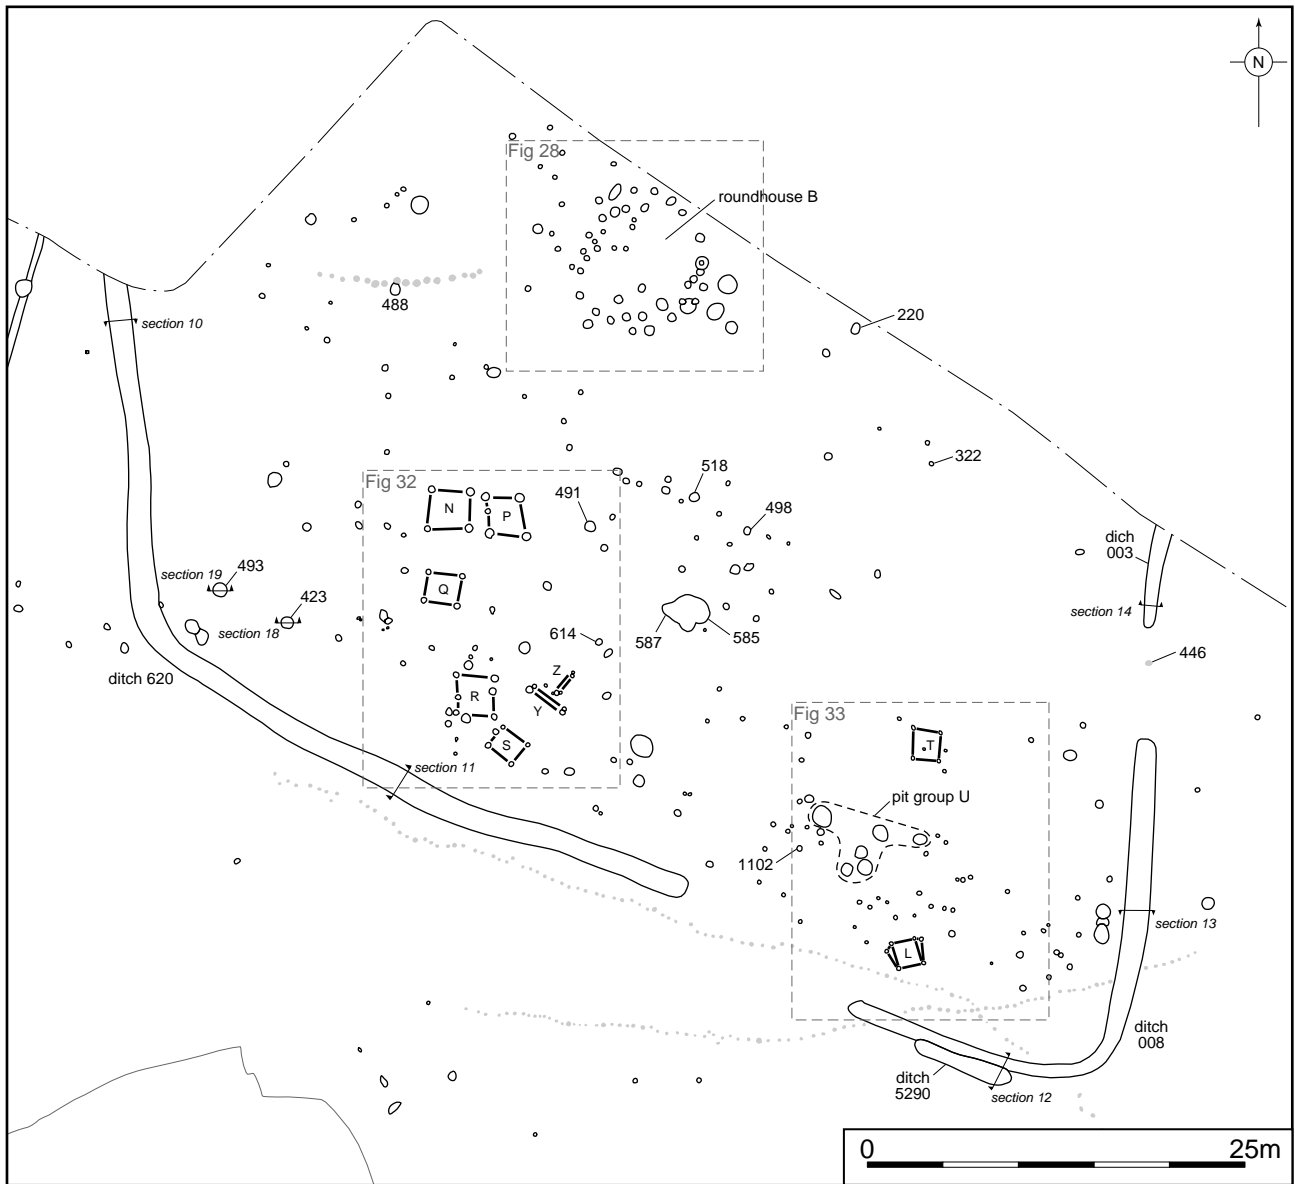 N
Fig 28
roundhouse B
488
220
section 10
322
518
Fig 32
491
498
N
P
dich
003
section 19
493
Q
section 14
423
section 18
614
587
585
446
ditch 620
Z
R
Y
Fig 33
S
T
section 11
pit group U
1102
section 13
L
ditch
008
ditch
5290
section 12
0
25m